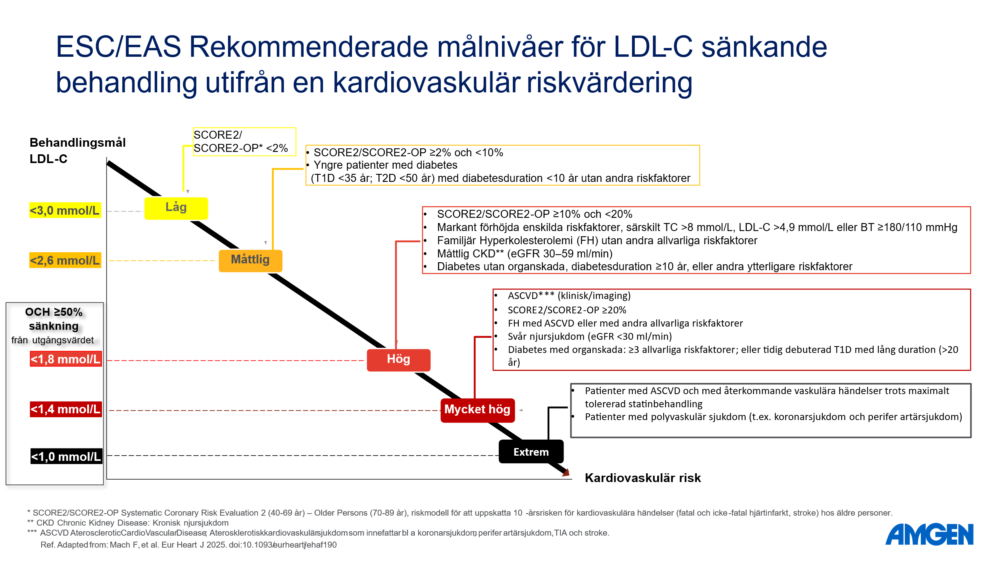 ESC/EAS Rekommenderade målnivåer för LDL-C sänkande
behandling utifrån en kardiovaskulär riskvärdering
Behandlingsmål
LDL-C
SCORE2/
SCORE2-OP* <2%
• SCORE2/SCORE2-OP ≥2% och <10%
• Yngre patienter med diabetes
(T1D <35 år; T2D <50 år) med diabetesduration <10 år utan andra riskfaktorer
<3,0 mmol/L
Låg
• SCORE2/SCORE2-OP ≥10% och <20%
• Markant förhöjda enskilda riskfaktorer, särskilt TC >8 mmol/L, LDL-C >4,9 mmol/L eller BT ≥180/110 mmHg
• Familjär Hyperkolesterolemi (FH) utan andra allvarliga riskfaktorer
• Måttlig CKD** (eGFR 30–59 ml/min)
• Diabetes utan organskada, diabetesduration ≥10 år, eller andra ytterligare riskfaktorer
<2,6 mmol/L
Måttlig
• ASCVD*** (klinisk/imaging)
• SCORE2/SCORE2-OP ≥20%
• FH med ASCVD eller med andra allvarliga riskfaktorer
• Svår njursjukdom (eGFR <30 ml/min)
• Diabetes med organskada: ≥3 allvarliga riskfaktorer; eller tidig debuterad T1D med lång duration (>20
år)
OCH ≥50%
sänkning
från utgångsvärdet
<1,8 mmol/L
Hög
<1,4 mmol/L
Mycket hög
• Patienter med ASCVD och med återkommande vaskulära händelser trots maximalt
tolererad statinbehandling
• Patienter med polyvaskulär sjukdom (t.ex. koronarsjukdom och perifer artärsjukdom)
<1,0 mmol/L
Extrem
Kardiovaskulär risk
* SCORE2/SCORE2-OP Systematic Coronary Risk Evaluation 2 (40-69 år) – Older Persons (70-89 år), riskmodell för att uppskatta 10 -årsrisken för kardiovaskulära händelser (fatal och icke-fatal hjärtinfarkt, stroke) hos äldre personer.
** CKD Chronic Kidney Disease: Kronisk njursjukdom
*** ASCVD AteroscleroticCardioVascularDisease; Aterosklerotiskkardiovaskulärsjukdom som innefattar bl a koronarsjukdom, perifer artärsjukdom, TIA och stroke.
Ref. Adapted from: Mach F, et al. Eur Heart J 2025. doi:10.1093/eurheartj/ehaf190
AMGEN